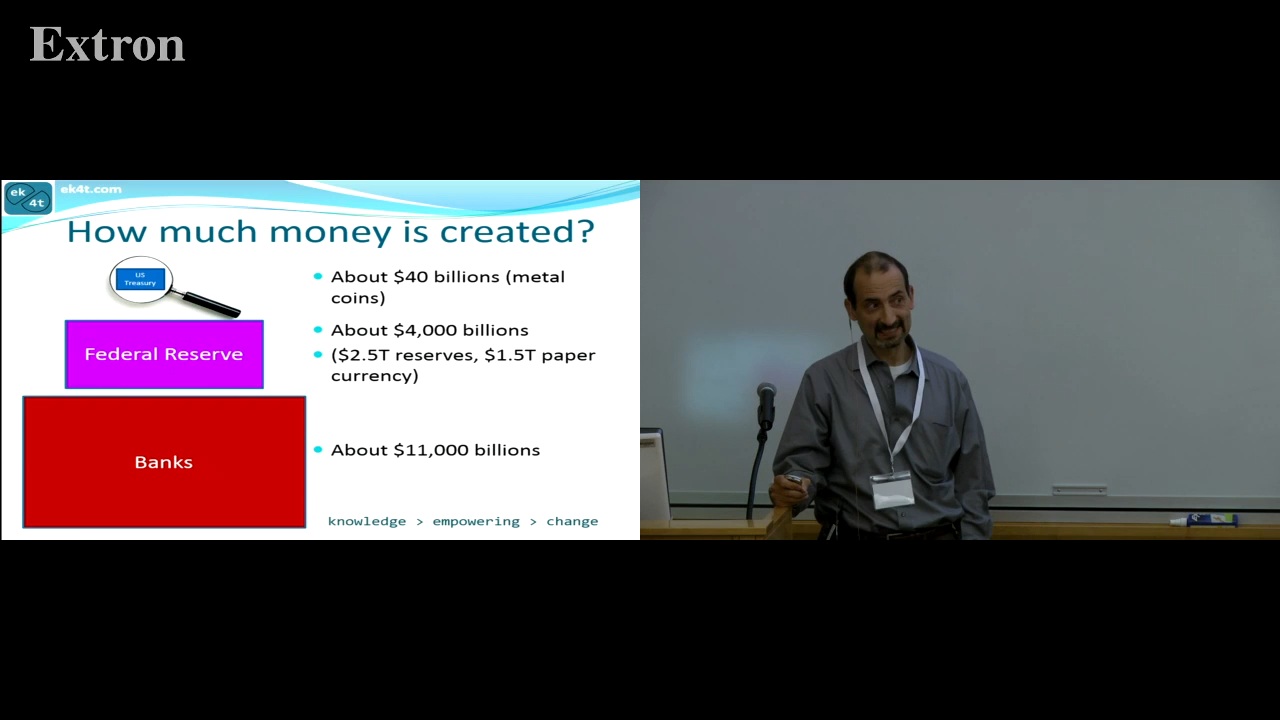 Extron
ek
4t
ek4t.com
How much money is created?
US
Treasury
About $40 billions (metal
coins)
Federal Reserve
About $4,000 billions
($2.5T reserves, $1.5T paper
currency)
Banks
About $11,000 billions
knowledge > empowering > change